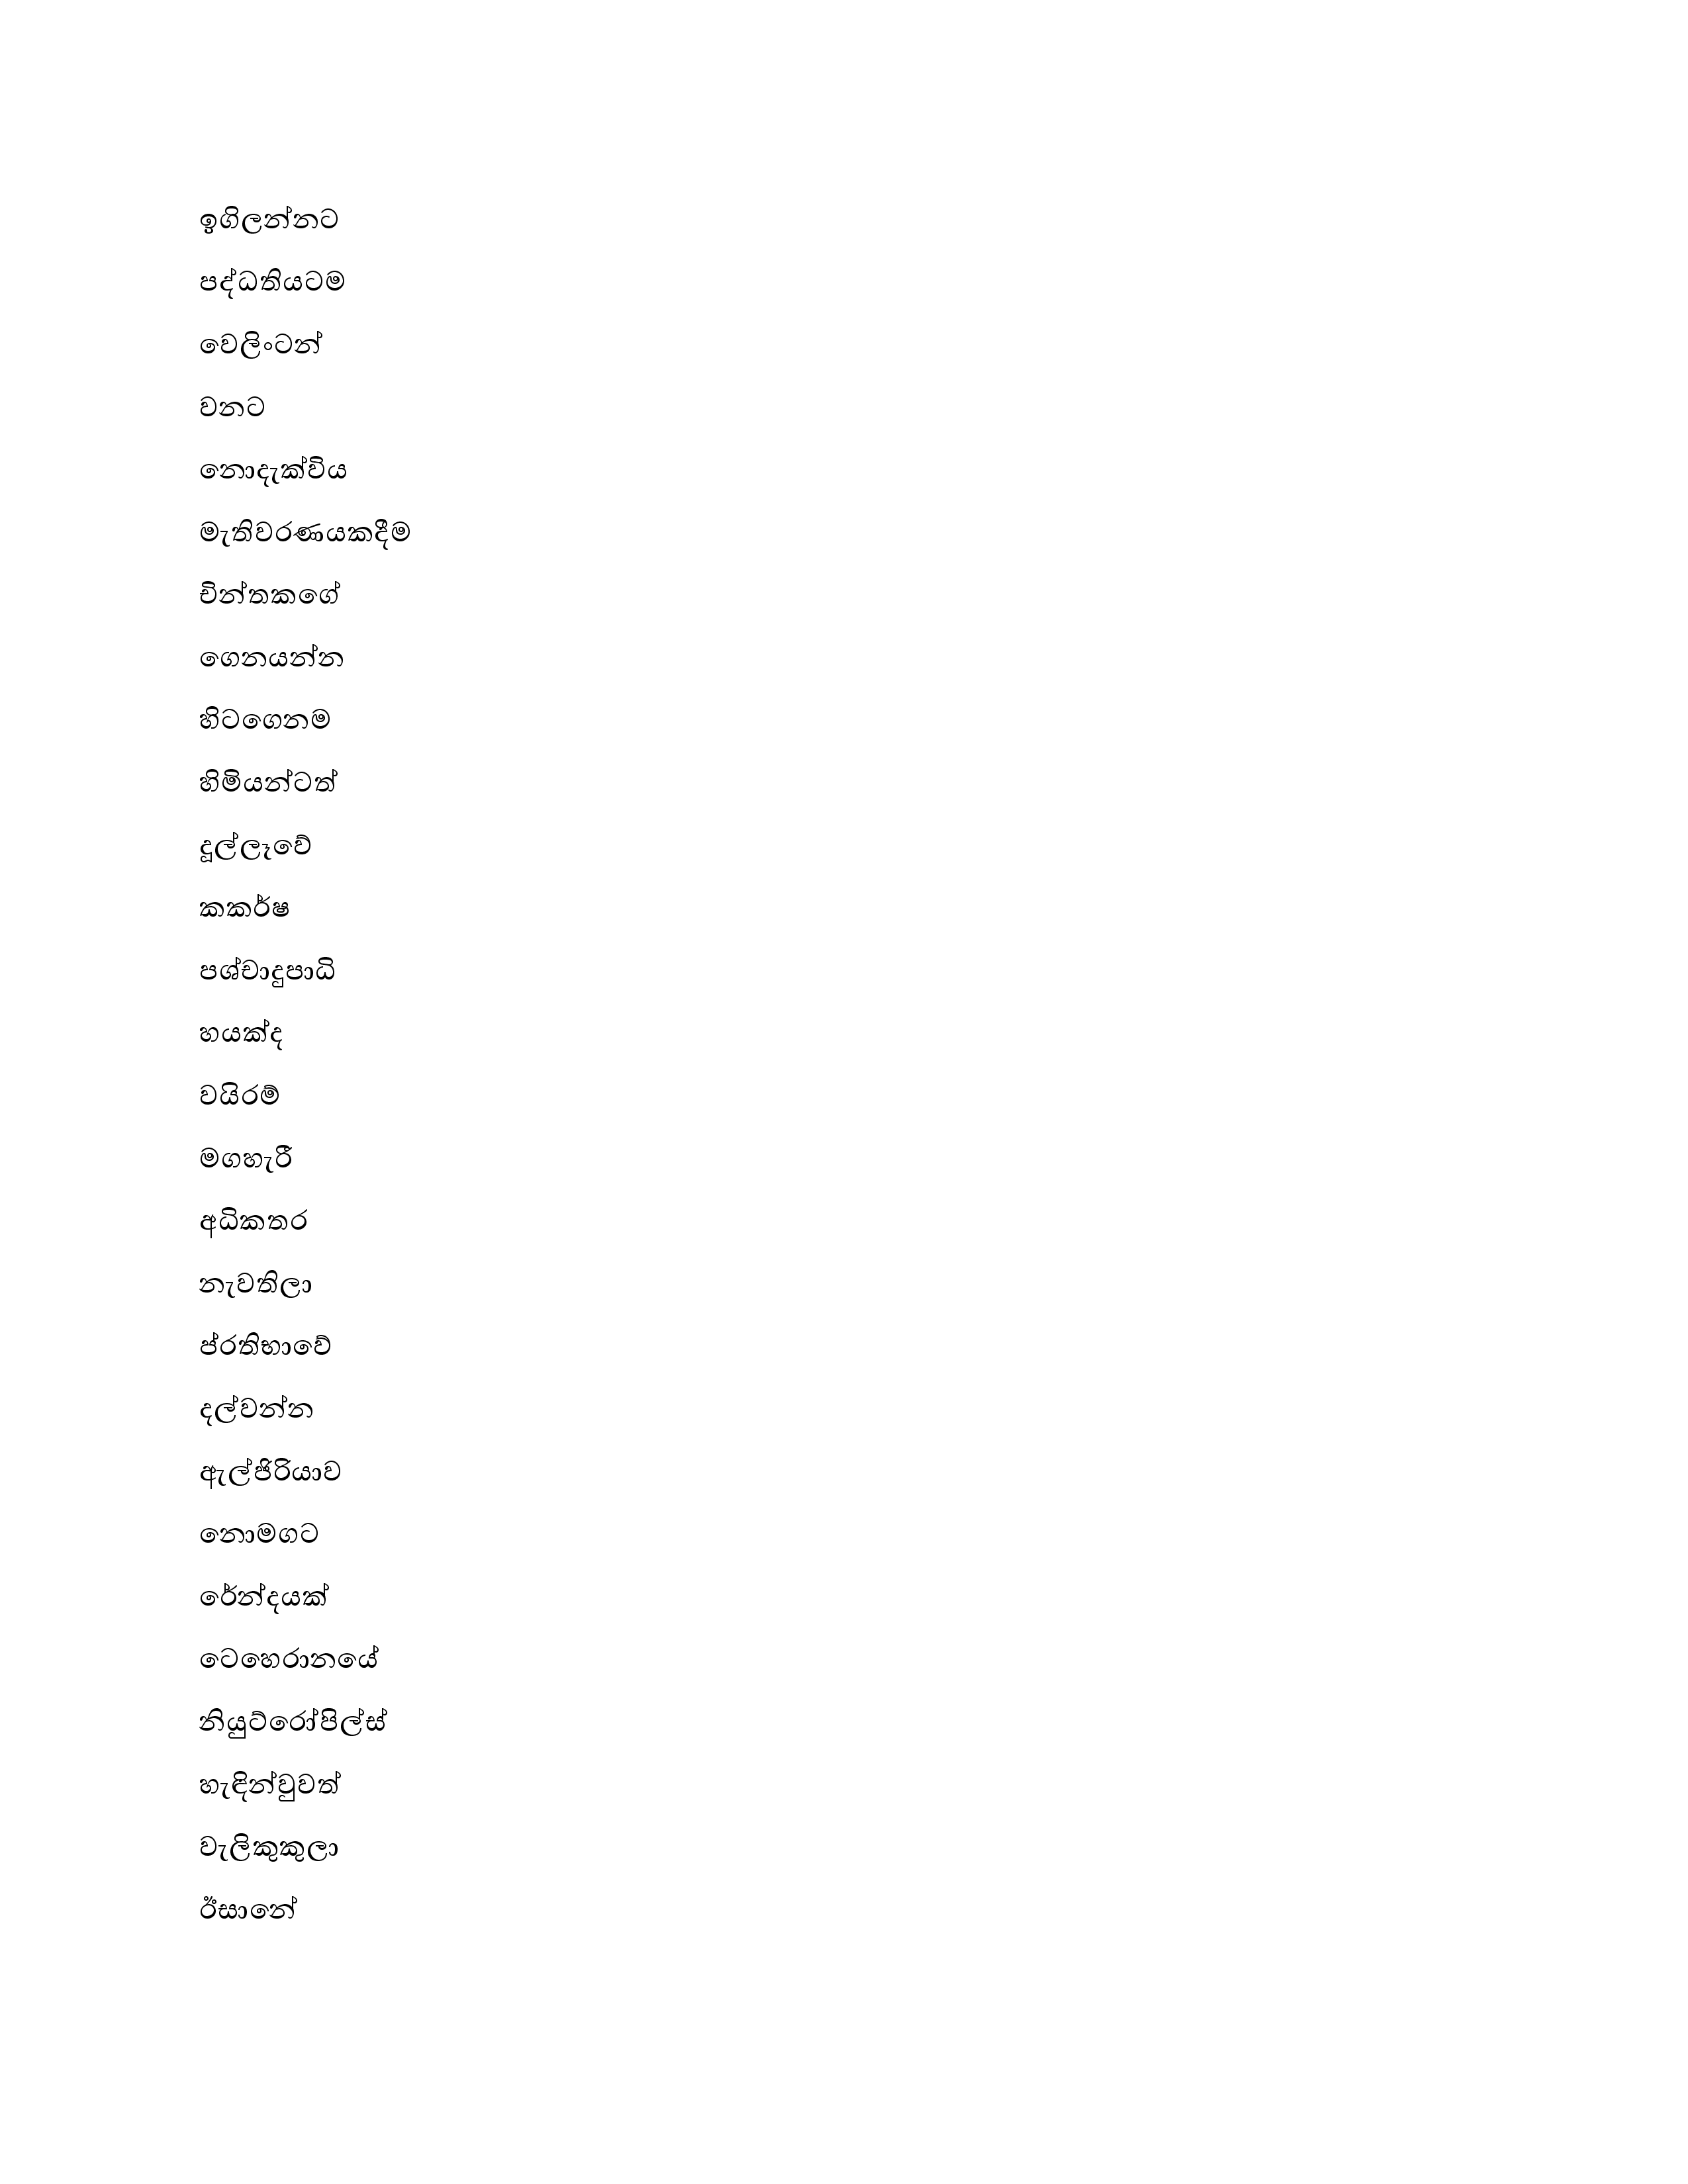 ඉගිලන්නට
පද්ධතියටම
වෙලිංටන්
වනට
නොදැක්විය
මැතිවරණයකදීම
චින්තකගේ
ගෙනයන්න
හිටගෙනම
හිමියන්ටත්
දූල්ලෑවේ
කකර්ෂ
පශ්චාදුපාධි
හයක්ද
වයිරම්
මගහැරී
අධිකතර
නැවතිලා
ප්රතිභාවේ
දල්වන්න
ඇල්ජිරියාව
නොමගට
රේන්දයක්
ටෙහෙරානයේ
නියුට්රෝපිල්ස්
හැඳින්වුවත්
වැලිකුකුලා
ඊසානේ